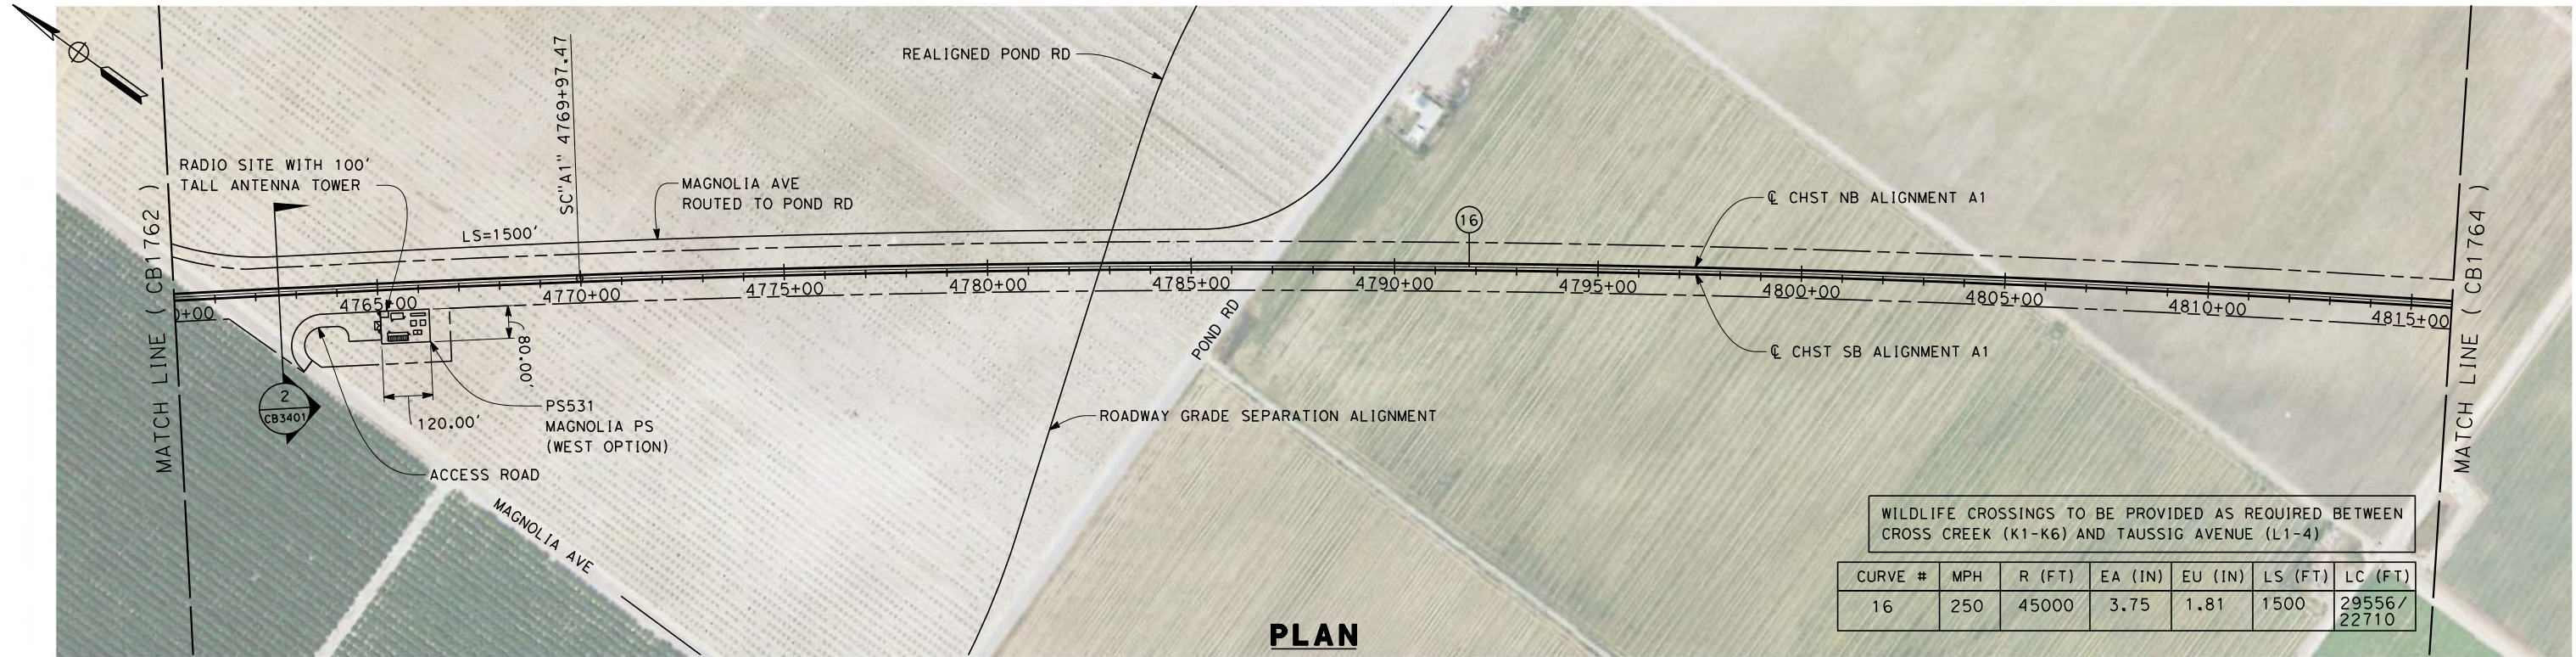 REALIGNED POND RD
SC"A1" 4769+97.47
RADIO SITE WITH 100'
TALL ANTENNA TOWER
MAGNOLIA AVE
ROUTED TO POND RD
LS=1500'
16
℄ CHST NB ALIGNMENT A1
MATCH LINE ( CB1762 )
MATCH LINE ( CB1764 )
0+00
4765+00
4770+00
4775+00
4780+00
4785+00
4790+00
4795+00
4800+00
4805+00
4810+00
4815+00
℄ CHST SB ALIGNMENT A1
POND RD
80.00'
120.00'
2
CB3401
PS531
MAGNOLIA PS
(WEST OPTION)
ROADWAY GRADE SEPARATION ALIGNMENT
ACCESS ROAD
MAGNOLIA AVE
WILDLIFE CROSSINGS TO BE PROVIDED AS REQUIRED BETWEEN
CROSS CREEK (K1-K6) AND TAUSSIG AVENUE (L1-4)
CURVE # MPH R (FT) EA (IN) EU (IN) LS (FT) LC (FT)
16 250 45000 3.75 1.81 1500 29556/
22710
PLAN